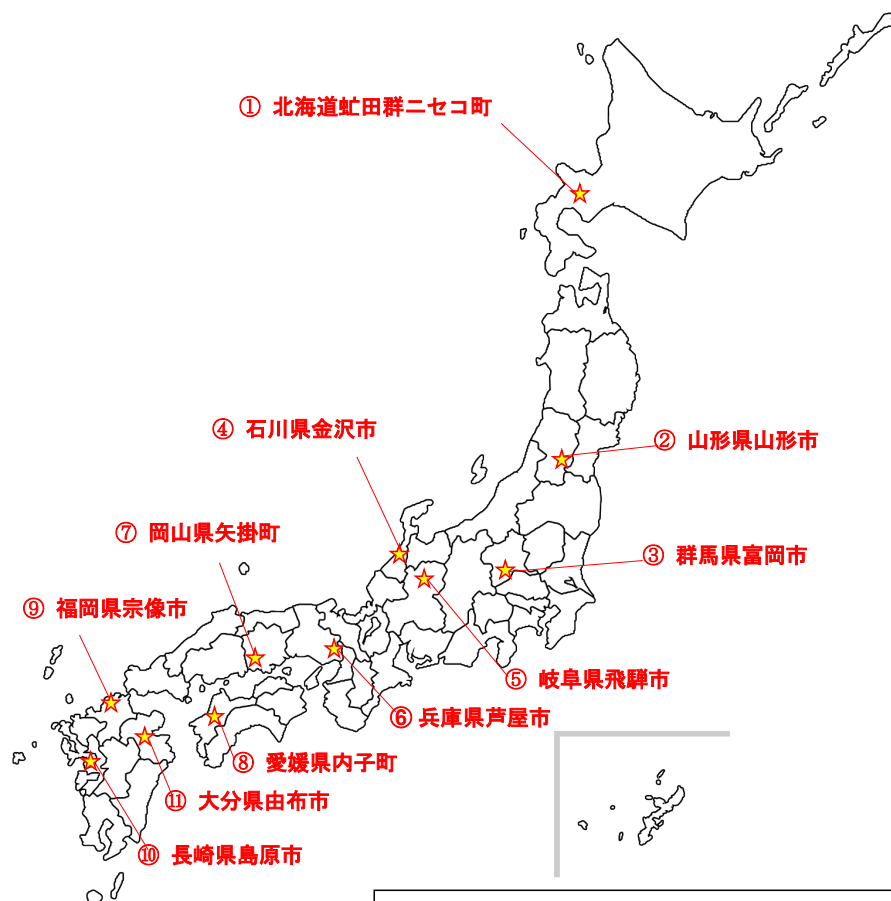 ① 北海道虻田群ニセコ町
④ 石川県金沢市
② 山形県山形市
⑦ 岡山県矢掛町
③ 群馬県富岡市
⑨ 福岡県宗像市
⑤ 岐阜県飛騨市
⑥ 兵庫県芦屋市
⑧ 愛媛県内子町
⑪ 大分県由布市
⑩ 長崎県島原市